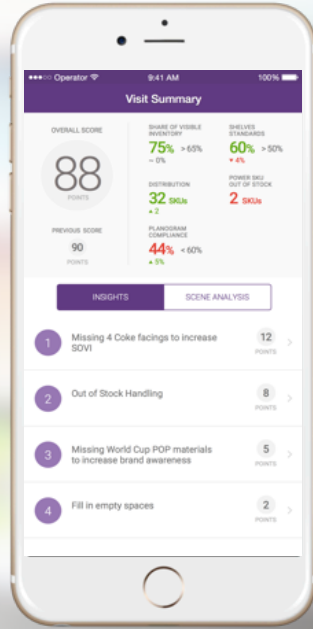 Operator
9:41 AM
100%
Visit Summary
OVERALL SCORE
88
POINTS
PREVIOUS SCORE
90
POINTS
SHARE OF VISIBLE
INVENTORY
75% > 65%
~ 0%
SHELVES
STANDARDS
60% > 50%
▼ 4%
DISTRIBUTION
32 SKUs
▲ 2
POWER SKU
OUT OF STOCK
2 SKUs
PLANOGRAM
COMPLIANCE
44% < 60%
▲ 5%
INSIGHTS
SCENE ANALYSIS
1 Missing 4 Coke facings to increase
SOVI
12
POINTS
2 Out of Stock Handling
8
POINTS
3 Missing World Cup POP materials
to increase brand awareness
5
POINTS
4 Fill in empty spaces
2
POINTS